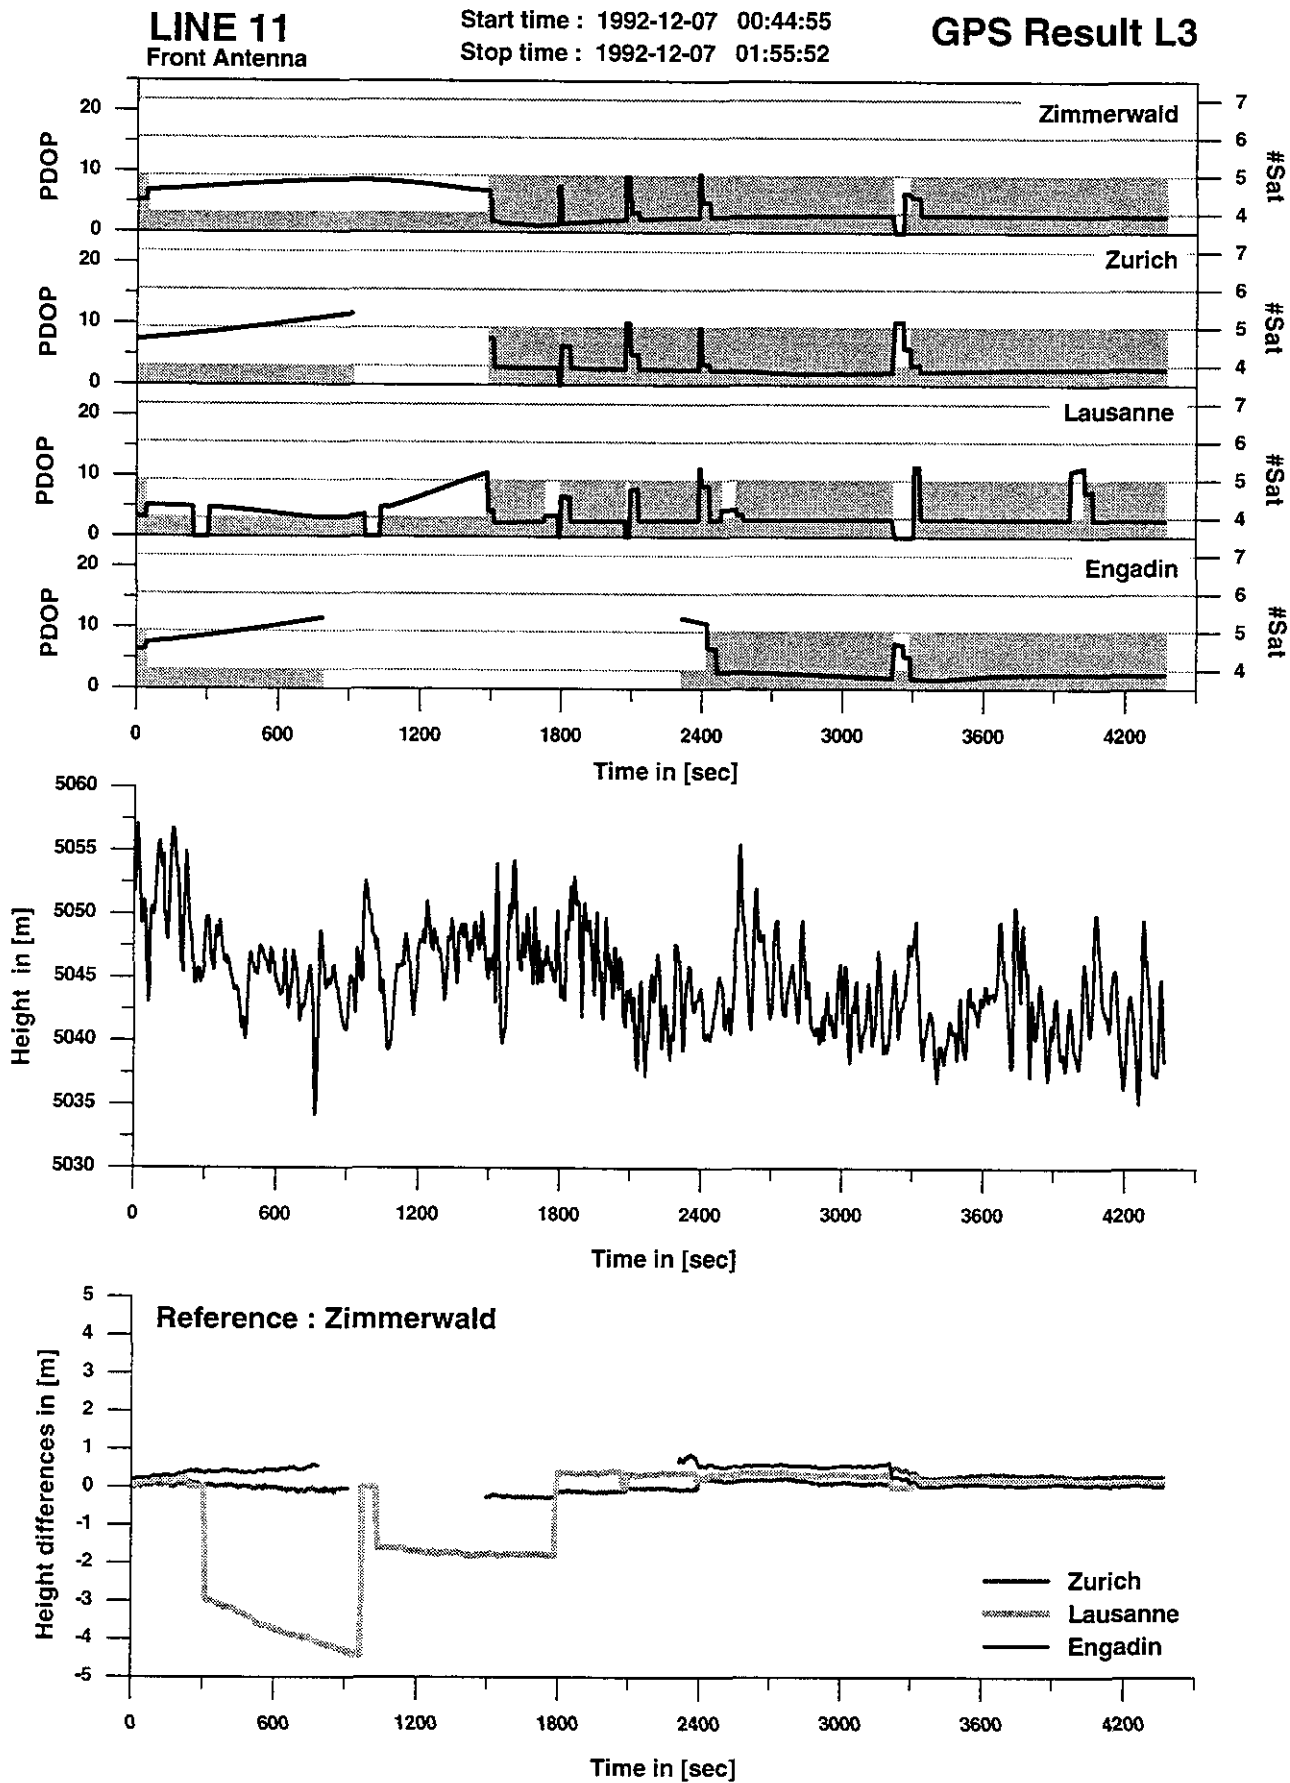 LINE 11
Front Antenna
Start time : 1992-12-07 00:44:55
Stop time : 1992-12-07 01:55:52
GPS Result L3
Zimmerwald
PDOP
20
10
0
7
6
5
4
#Sat
Zurich
PDOP
20
10
0
7
6
5
4
#Sat
Lausanne
PDOP
20
10
0
7
6
5
4
#Sat
Engadin
PDOP
20
10
0
7
6
5
4
#Sat
0 600 1200 1800 2400 3000 3600 4200
Time in [sec]
Height in [m]
5060
5055
5050
5045
5040
5035
5030
0 600 1200 1800 2400 3000 3600 4200
Time in [sec]
Height differences in [m]
5
4
3
2
1
0
-1
-2
-3
-4
-5
Reference : Zimmerwald
Zurich
Lausanne
Engadin
0 600 1200 1800 2400 3000 3600 4200
Time in [sec]